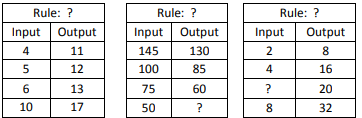 Rule: ?
Input Output
4 11
5 12
6 13
10 17
Rule: ?
Input Output
145 130
100 85
75 60
50 ?
Rule: ?
Input Output
2 8
4 16
? 20
8 32